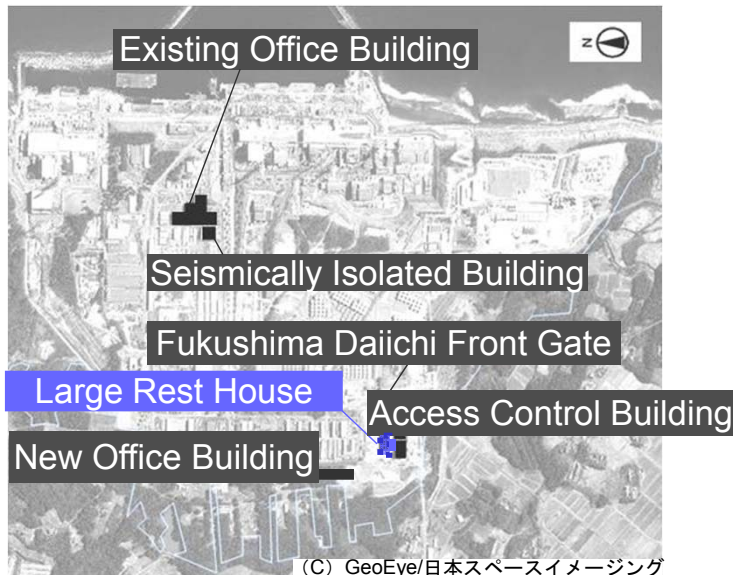 Existing Office Building
N
Seismically Isolated Building
Fukushima Daiichi Front Gate
Large Rest House
Access Control Building
New Office Building
（C）GeoEye/日本スペースイメージング